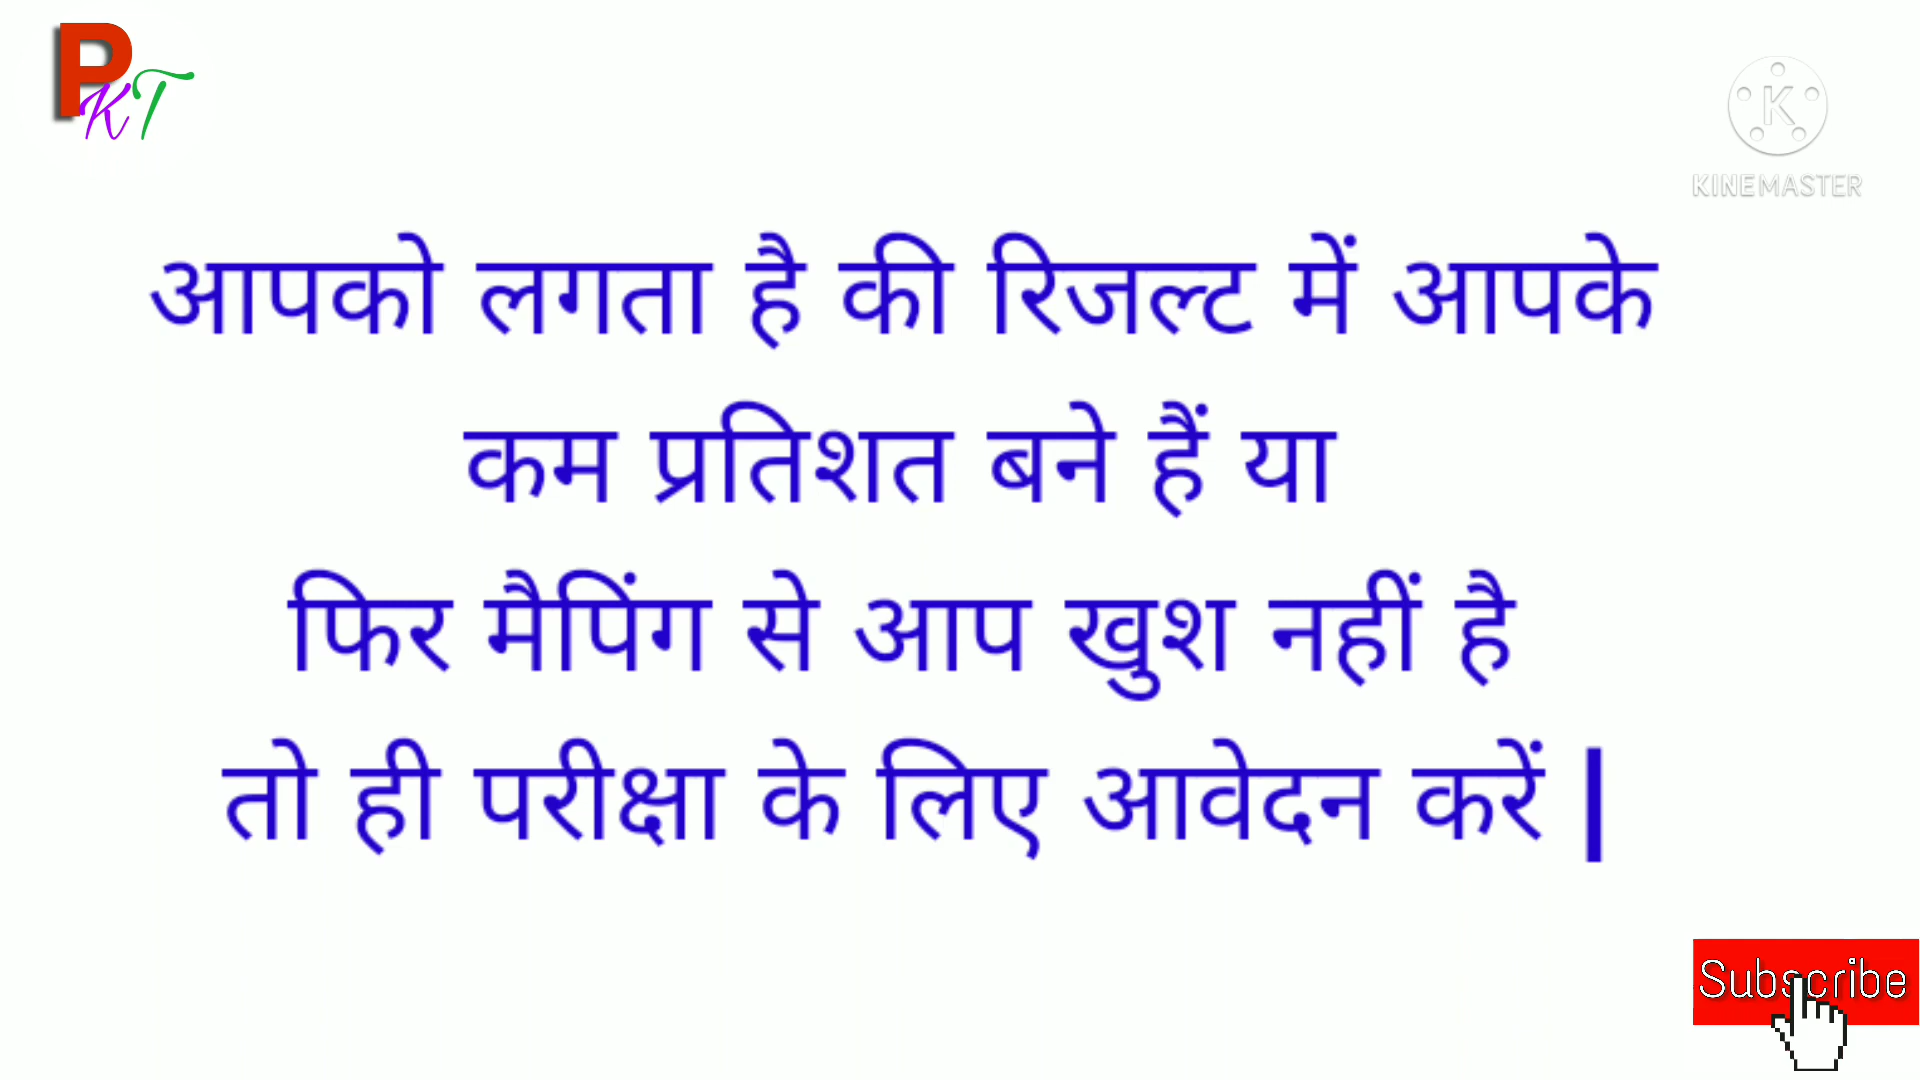 PKT
KINEMASTER
आपको लगता है की रिजल्ट में आपके
कम प्रतिशत बने हैं या
फिर मैपिंग से आप खुश नहीं है
तो ही परीक्षा के लिए आवेदन करें |
Subscribe